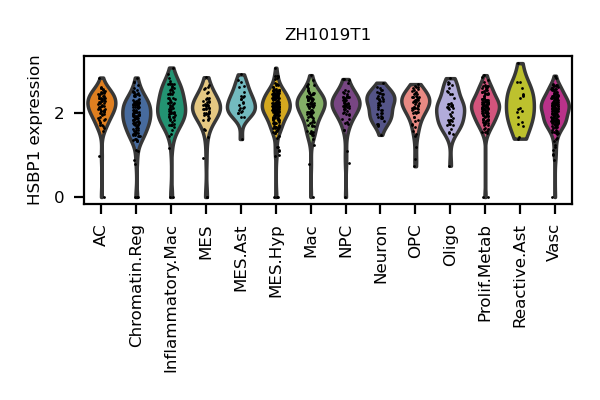 ZH1019T1
HSBP1 expression
2
0
AC
Chromatin.Reg
Inflammatory.Mac
MES
MES.Ast
MES.Hyp
Mac
NPC
Neuron
OPC
Oligo
Prolif.Metab
Reactive.Ast
Vasc